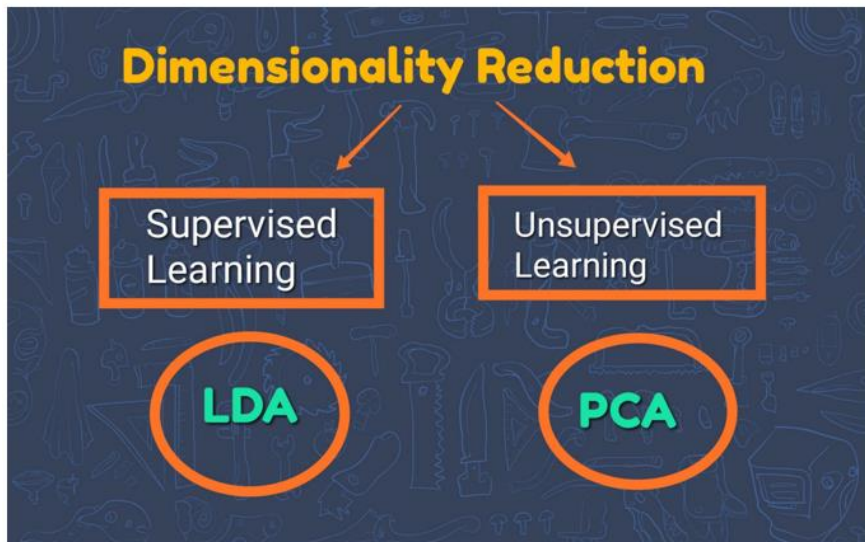 Dimensionality Reduction
Supervised
Learning
Unsupervised
Learning
LDA
PCA